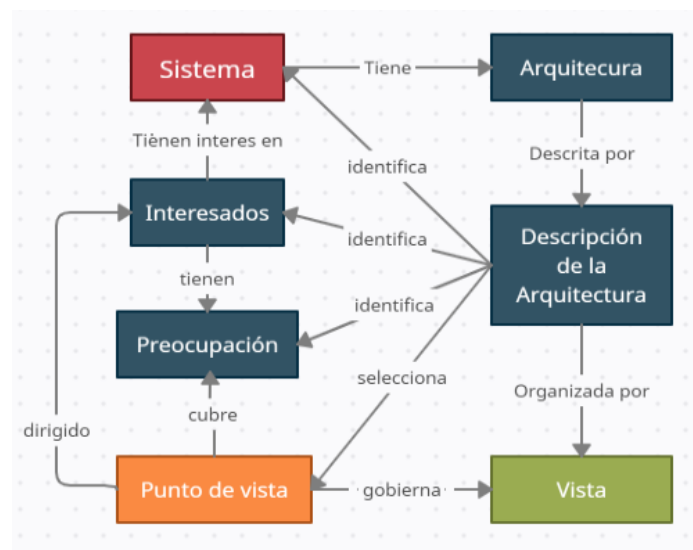 Sistema
Tiene
Arquitecura
Tiènen interes en
identifica
Descrita por
Interesados
identifica
Descripción
de la
Arquitectura
tienen
identifica
Preocupación
selecciona
Organizada por
cubre
dirigido
Punto de vista
gobierna
Vista